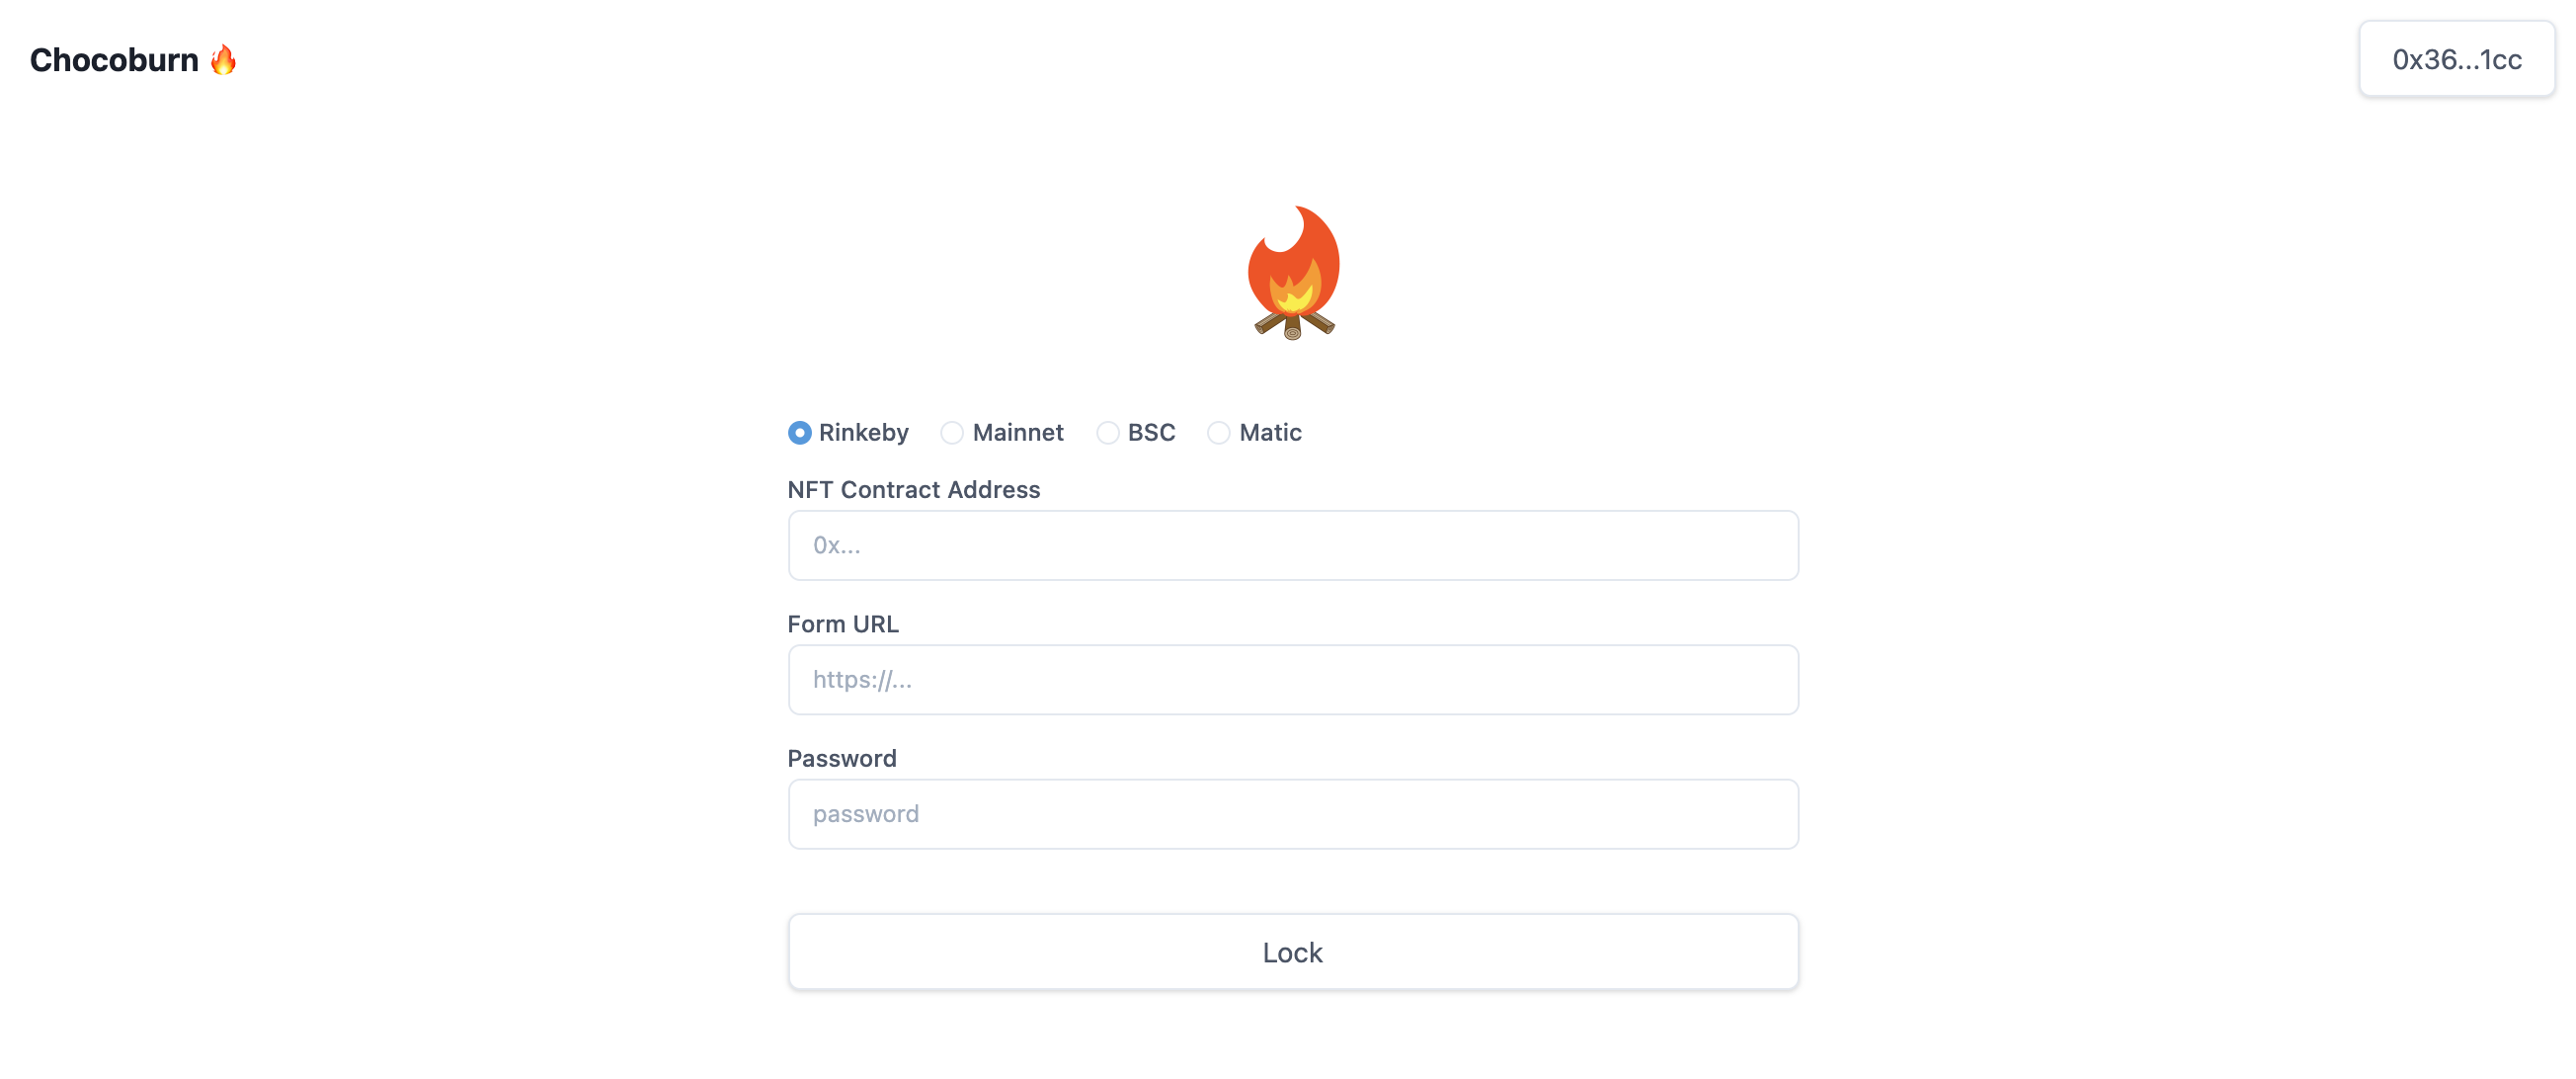 Chocoburn 🔥
0x36...1cc
Rinkeby Mainnet BSC Matic
NFT Contract Address
0x...
Form URL
https://...
Password
password
Lock